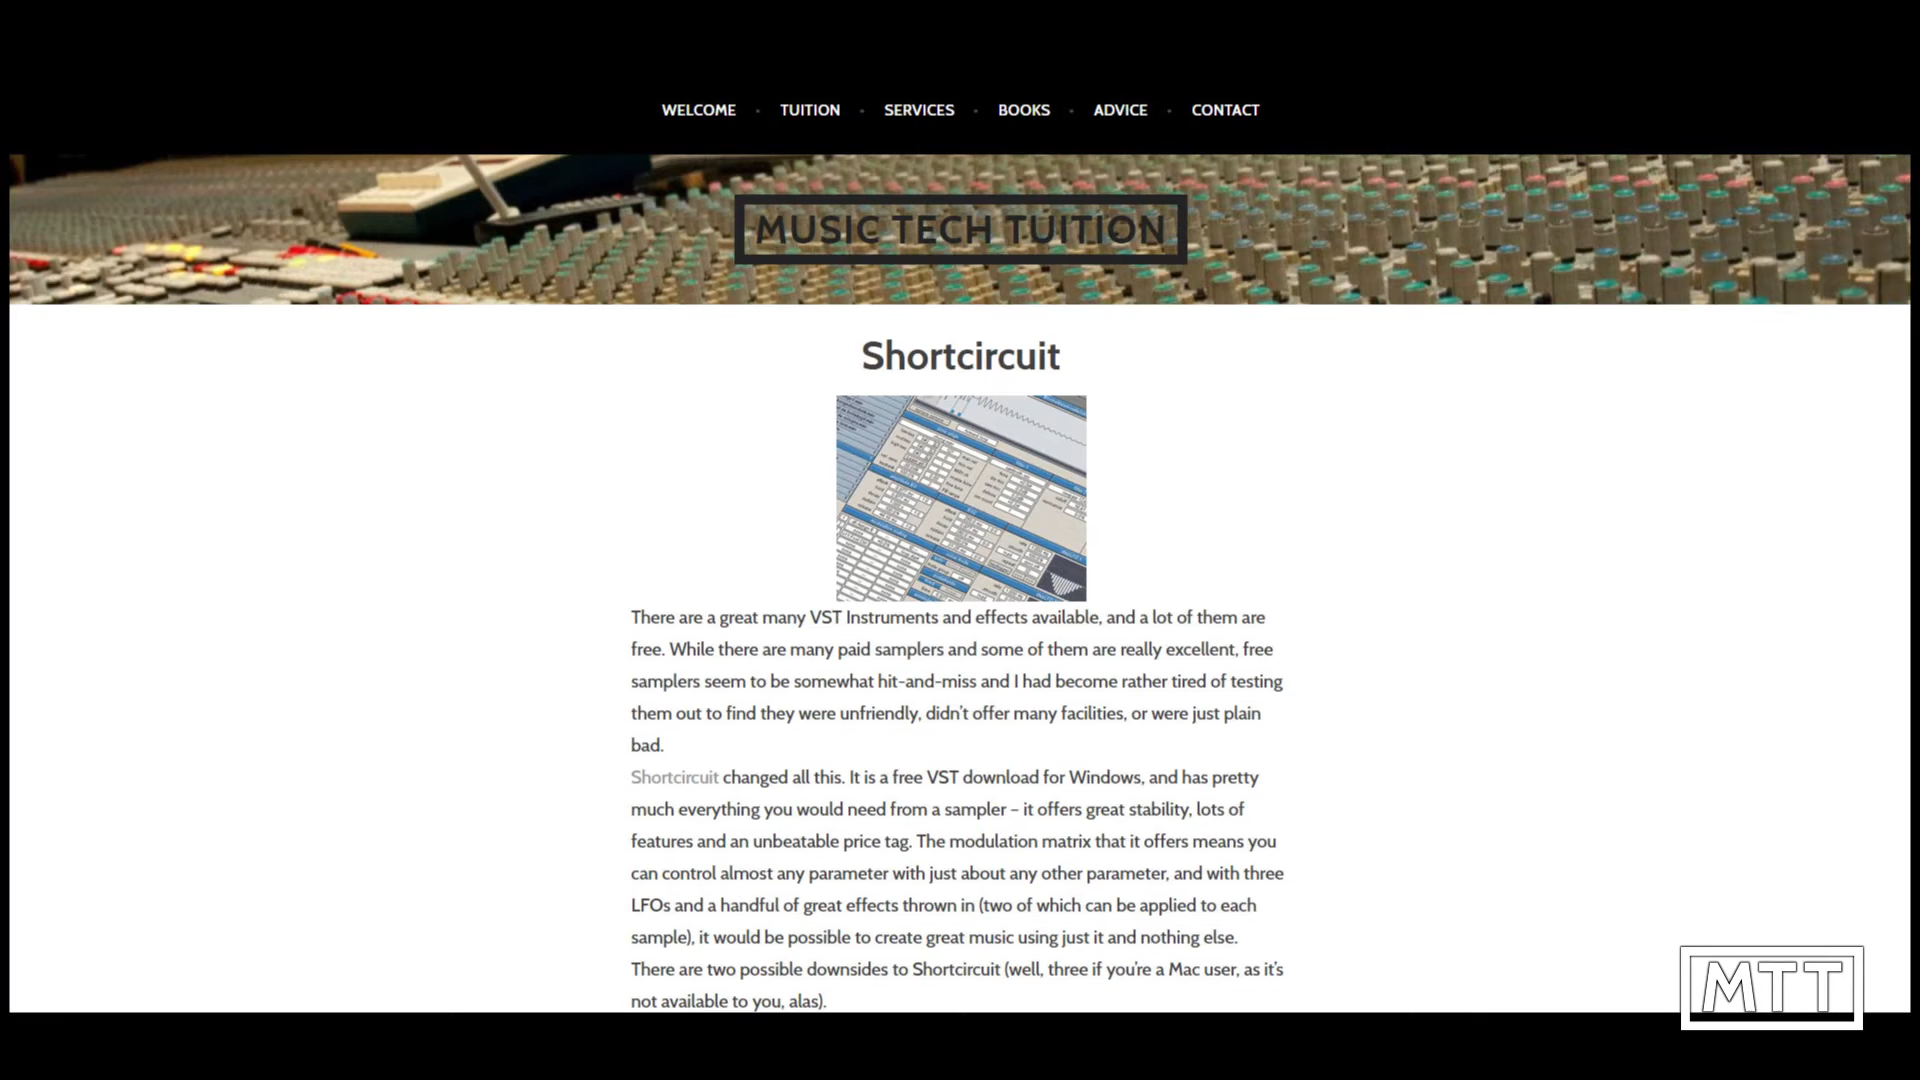 WELCOME • TUITION • SERVICES • BOOKS • ADVICE • CONTACT
MUSIC TECH TUITION
Shortcircuit
There are a great many VST Instruments and effects available, and a lot of them are
free. While there are many paid samplers and some of them are really excellent, free
samplers seem to be somewhat hit-and-miss and I had become rather tired of testing
them out to find they were unfriendly, didn’t offer many facilities, or were just plain
bad.
Shortcircuit changed all this. It is a free VST download for Windows, and has pretty
much everything you would need from a sampler – it offers great stability, lots of
features and an unbeatable price tag. The modulation matrix that it offers means you
can control almost any parameter with just about any other parameter, and with three
LFOs and a handful of great effects thrown in (two of which can be applied to each
sample), it would be possible to create great music using just it and nothing else.
There are two possible downsides to Shortcircuit (well, three if you’re a Mac user, as it’s
not available to you, alas).
MTT